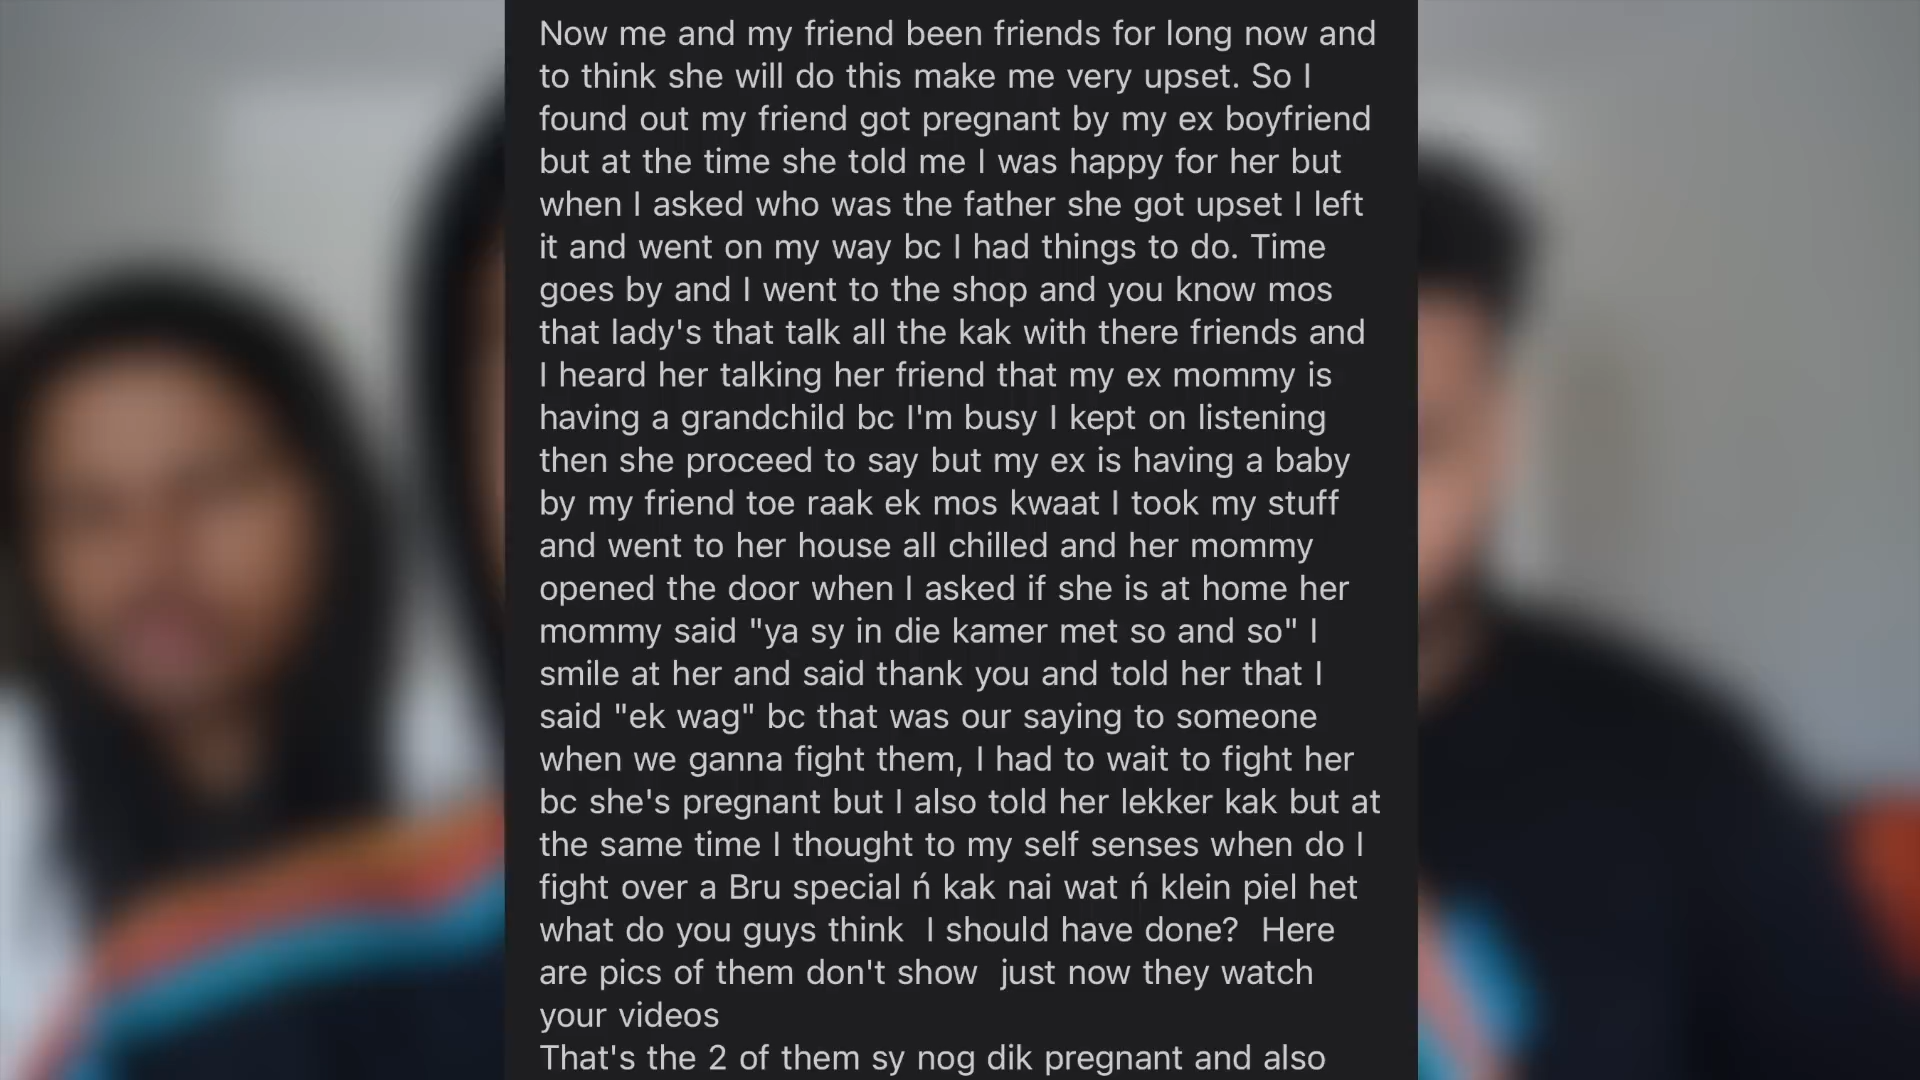 Now me and my friend been friends for long now and
to think she will do this make me very upset. So I
found out my friend got pregnant by my ex boyfriend
but at the time she told me I was happy for her but
when I asked who was the father she got upset I left
it and went on my way bc I had things to do. Time
goes by and I went to the shop and you know mos
that lady's that talk all the kak with there friends and
I heard her talking her friend that my ex mommy is
having a grandchild bc I'm busy I kept on listening
then she proceed to say but my ex is having a baby
by my friend toe raak ek mos kwaat I took my stuff
and went to her house all chilled and her mommy
opened the door when I asked if she is at home her
mommy said "ya sy in die kamer met so and so" I
smile at her and said thank you and told her that I
said "ek wag" bc that was our saying to someone
when we ganna fight them, I had to wait to fight her
bc she's pregnant but I also told her lekker kak but at
the same time I thought to my self senses when do I
fight over a Bru special ń kak nai wat ń klein piel het
what do you guys think  I should have done?  Here
are pics of them don't show  just now they watch
your videos
That's the 2 of them sy nog dik pregnant and also